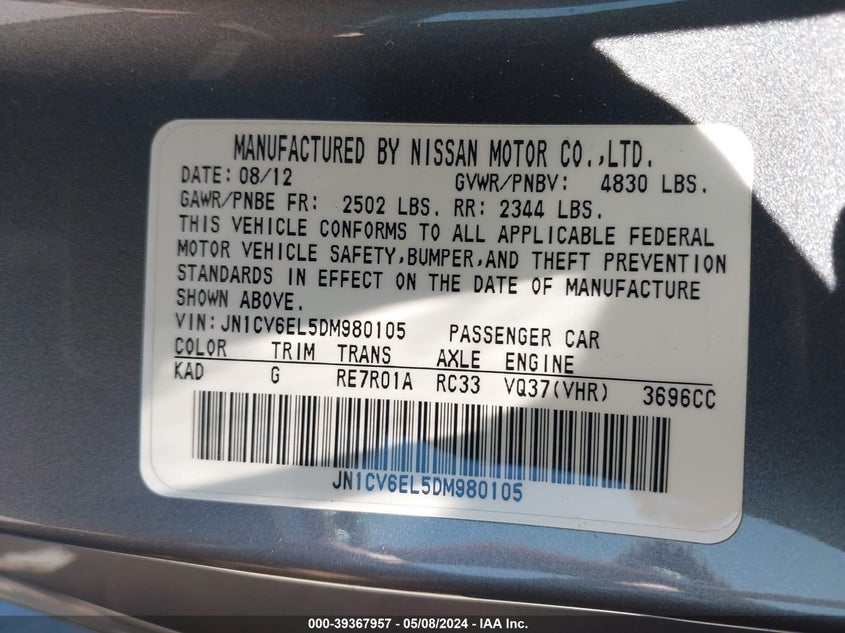 MANUFACTURED BY NISSAN MOTOR CO.,LTD.
DATE: 08/12 GVWR/PNBV: 4830 LBS.
GAWR/PNBE FR: 2502 LBS. RR: 2344 LBS.
THIS VEHICLE CONFORMS TO ALL APPLICABLE FEDERAL
MOTOR VEHICLE SAFETY,BUMPER,AND THEFT PREVENTION
STANDARDS IN EFFECT ON THE DATE OF MANUFACTURE
SHOWN ABOVE.
VIN: JN1CV6EL5DM980105 PASSENGER CAR
COLOR TRIM TRANS AXLE ENGINE
KAD G RE7R01A RC33 VQ37(VHR) 3696CC
JN1CV6EL5DM980105
000-39367957 - 05/08/2024 - IAA Inc.